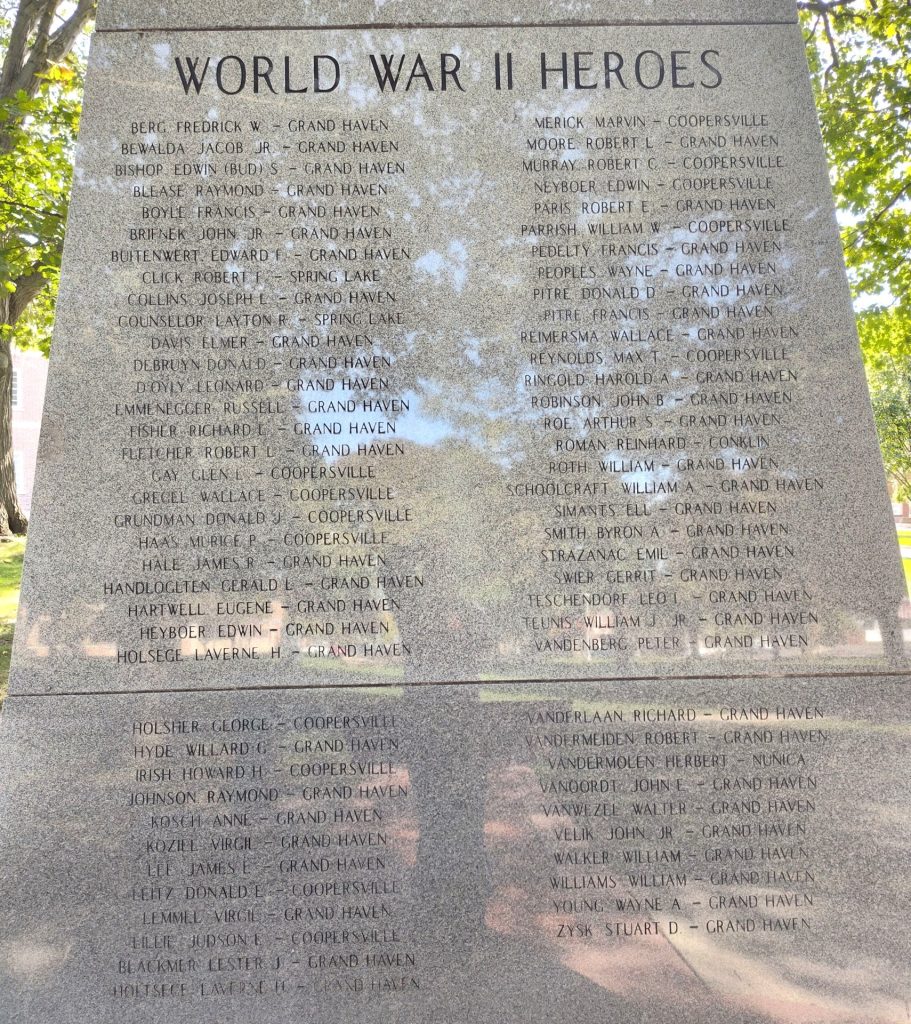 WORLD WAR II HEROES
BERG FREDRICK W. – GRAND HAVEN
BEWALDA JACOB, JR. – GRAND HAVEN
BISHOP EDWIN (BUD) S. – GRAND HAVEN
BLEASE RAYMOND – GRAND HAVEN
BOYLE FRANCIS – GRAND HAVEN
BRIFNEK JOHN, JR. – GRAND HAVEN
BUITENWERT, EDWARD F. – GRAND HAVEN
CLICK ROBERT F. – SPRING LAKE
COLLINS, JOSEPH L. – GRAND HAVEN
COUNSELOR, LAYTON R. – SPRING LAKE
DAVIS ELMER – GRAND HAVEN
DEBRUYN DONALD – GRAND HAVEN
D'OYLY LEONARD – GRAND HAVEN
EMMENEGGER, RUSSELL – GRAND HAVEN
FISHER RICHARD L. – GRAND HAVEN
FLETCHER ROBERT L. – GRAND HAVEN
GAY, GLEN L. – COOPERSVILLE
GREGEL WALLACE – COOPERSVILLE
GRUNDMAN DONALD J. – COOPERSVILLE
HAAS MURICE P. – COOPERSVILLE
HALE, JAMES R. – GRAND HAVEN
HANDLOGLTEN, GERALD L. – GRAND HAVEN
HARTWELL, EUGENE – GRAND HAVEN
HEYBOER EDWIN – GRAND HAVEN
HOLSEGE, LAVERNE H. – GRAND HAVEN
HOLSHER, GEORGE – COOPERSVILLE
HYDE WILLARD G. – GRAND HAVEN
IRISH HOWARD H. – COOPERSVILLE
JOHNSON, RAYMOND – GRAND HAVEN
KOSCH ANNE – GRAND HAVEN
KOZIEL VIRGIL – GRAND HAVEN
LEE JAMES E. – GRAND HAVEN
LEITZ DONALD E. – COOPERSVILLE
LEMMEL VIRGIL – GRAND HAVEN
LILLIE, JUDSON E. – COOPERSVILLE
BLACKMER LESTER J. – GRAND HAVEN
HOLTSEGE, LAVERNE H. – GRAND HAVEN
MERICK MARVIN – COOPERSVILLE
MOORE ROBERT L. – GRAND HAVEN
MURRAY, ROBERT C. – COOPERSVILLE
NEYBOER EDWIN – COOPERSVILLE
PARIS ROBERT E. – GRAND HAVEN
PARRISH, WILLIAM W. – COOPERSVILLE
PEDELTY FRANCIS – GRAND HAVEN
PEOPLES, WAYNE – GRAND HAVEN
PITRE DONALD D. – GRAND HAVEN
PITRE FRANCIS – GRAND HAVEN
REIMERSMA, WALLACE – GRAND HAVEN
REYNOLDS, MAX T. – COOPERSVILLE
RINGOLD, HAROLD A. – GRAND HAVEN
ROBINSON, JOHN B. – GRAND HAVEN
ROE ARTHUR S. – GRAND HAVEN
ROMAN REINHARD – CONKLIN
ROTH WILLIAM – GRAND HAVEN
SCHOOLCRAFT, WILLIAM A. – GRAND HAVEN
SIMANTS, ELL – GRAND HAVEN
SMITH BYRON A. – GRAND HAVEN
STRAZANAC EMIL – GRAND HAVEN
SWIER GERRIT – GRAND HAVEN
TESCHENDORF LEO I. – GRAND HAVEN
TEUNIS, WILLIAM J., JR. – GRAND HAVEN
VANDENBERG PETER – GRAND HAVEN
VANDERLAAN RICHARD – GRAND HAVEN
VANDERMEIDEN ROBERT – GRAND HAVEN
VANDERMOLEN HERBERT – NUNICA
VANOORDT, JOHN E. – GRAND HAVEN
VANWEZEL WALTER – GRAND HAVEN
VELIK JOHN, JR. – GRAND HAVEN
WALKER WILLIAM – GRAND HAVEN
WILLIAMS WILLIAM – GRAND HAVEN
YOUNG WAYNE A. – GRAND HAVEN
ZYSK STUART D. – GRAND HAVEN